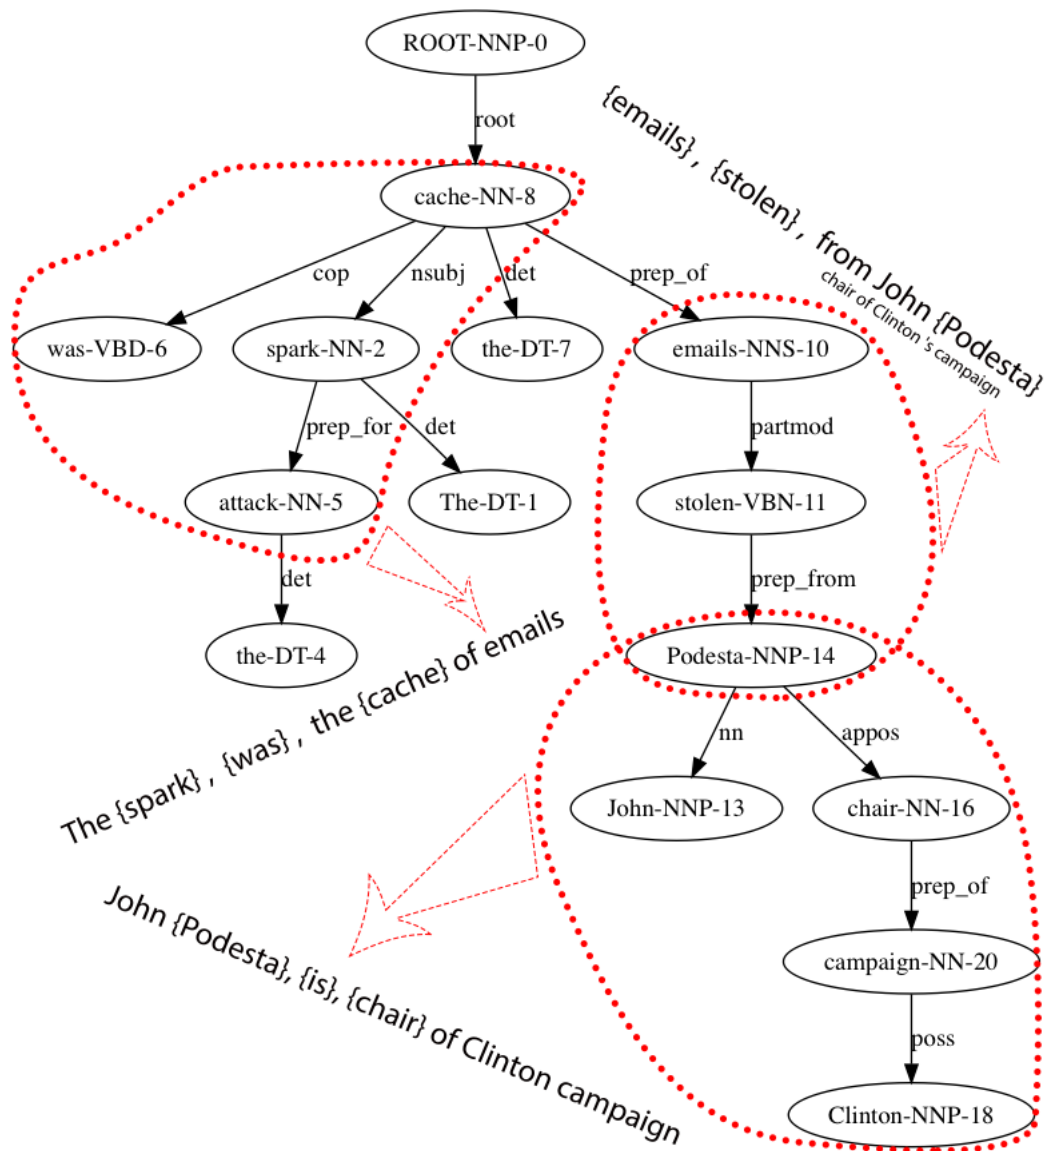 ROOT-NNP-0
root
cache-NN-8
cop
nsubj
det
prep_of
was-VBD-6
spark-NN-2
the-DT-7
emails-NNS-10
prep_for
det
partmod
attack-NN-5
The-DT-1
stolen-VBN-11
det
prep_from
the-DT-4
Podesta-NNP-14
nn
appos
John-NNP-13
chair-NN-16
prep_of
campaign-NN-20
poss
Clinton-NNP-18
{emails} , {stolen} , from John {Podesta}
chair of Clinton 's campaign
The {spark} , {was} , the {cache} of emails
John {Podesta}, {is}, {chair} of Clinton campaign